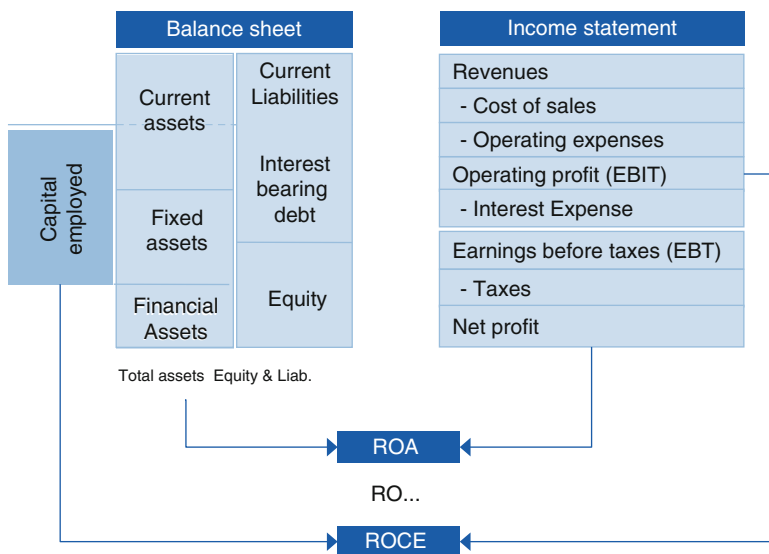 Balance sheet
Capital
employed
Current
assets
Fixed
assets
Financial
Assets
Current
Liabilities
Interest
bearing
debt
Equity
Total assets Equity & Liab.
Income statement
Revenues
- Cost of sales
- Operating expenses
Operating profit (EBIT)
- Interest Expense
Earnings before taxes (EBT)
- Taxes
Net profit
ROA
RO...
ROCE